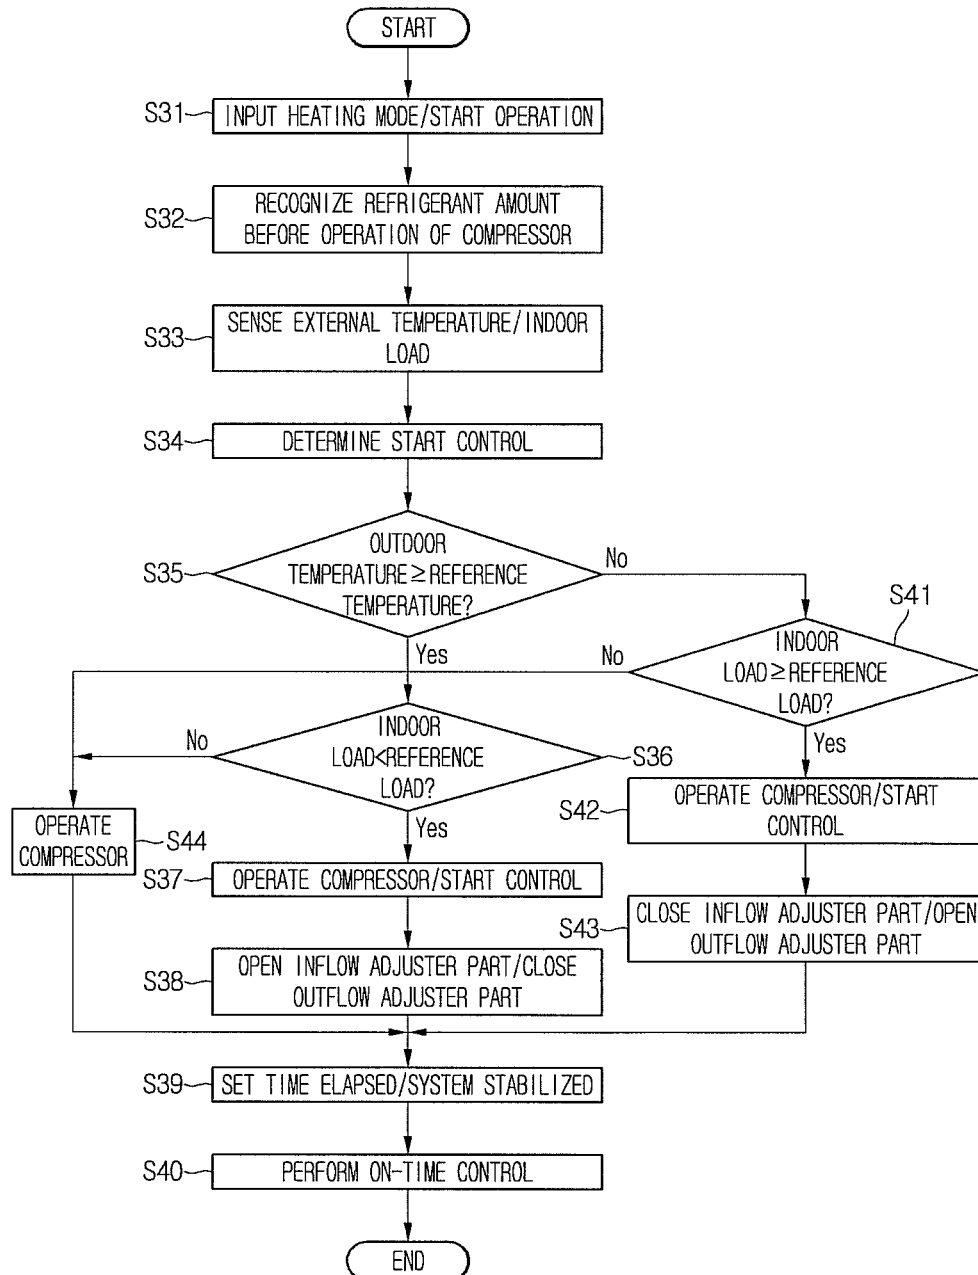 START
S31
INPUT HEATING MODE/START OPERATION
S32
RECOGNIZE REFRIGERANT AMOUNT
BEFORE OPERATION OF COMPRESSOR
S33
SENSE EXTERNAL TEMPERATURE/INDOOR
LOAD
S34
DETERMINE START CONTROL
S35
OUTDOOR
TEMPERATURE≥REFERENCE
TEMPERATURE?
No
Yes
S41
INDOOR
LOAD≥REFERENCE
LOAD?
No
Yes
S36
INDOOR
LOAD<REFERENCE
LOAD?
No
Yes
S42
OPERATE COMPRESSOR/START
CONTROL
OPERATE
COMPRESSOR
S44
S37
OPERATE COMPRESSOR/START CONTROL
S43
CLOSE INFLOW ADJUSTER PART/OPEN
OUTFLOW ADJUSTER PART
S38
OPEN INFLOW ADJUSTER PART/CLOSE
OUTFLOW ADJUSTER PART
S39
SET TIME ELAPSED/SYSTEM STABILIZED
S40
PERFORM ON-TIME CONTROL
END